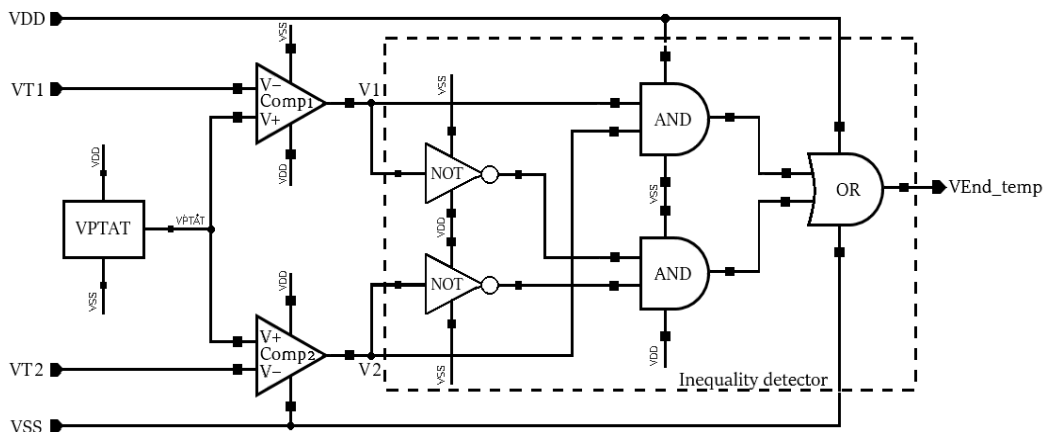 VDD
VSS
VT1
V-
Comp1
V+
V1
VSS
AND
VDD
VDD
NOT
VSS
OR
VEnd_temp
VPTAT
VPTAT
VDD
AND
VSS
VDD
NOT
V+
Comp2
V-
VSS
VDD
VT2
V2
Inequality detector
VSS